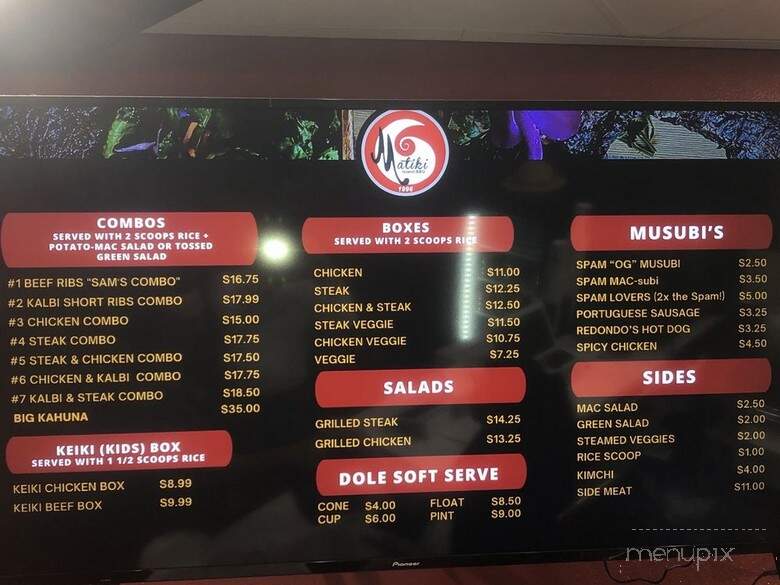 Matiki
Island BBQ
1996
COMBOS
SERVED WITH 2 SCOOPS RICE +
POTATO-MAC SALAD OR TOSSED
GREEN SALAD
#1 BEEF RIBS "SAM'S COMBO" $16.75
#2 KALBI SHORT RIBS COMBO $17.99
#3 CHICKEN COMBO $15.00
#4 STEAK COMBO $17.75
#5 STEAK & CHICKEN COMBO $17.50
#6 CHICKEN & KALBI COMBO $17.75
#7 KALBI & STEAK COMBO $18.50
BIG KAHUNA $35.00
KEIKI (KIDS) BOX
SERVED WITH 1 1/2 SCOOPS RICE
KEIKI CHICKEN BOX $8.99
KEIKI BEEF BOX $9.99
BOXES
SERVED WITH 2 SCOOPS RICE
CHICKEN $11.00
STEAK $12.25
CHICKEN & STEAK $12.50
STEAK VEGGIE $11.50
CHICKEN VEGGIE $10.75
VEGGIE $7.25
SALADS
GRILLED STEAK $14.25
GRILLED CHICKEN $13.25
DOLE SOFT SERVE
CONE $4.00 FLOAT $8.50
CUP $6.00 PINT $9.00
MUSUBI'S
SPAM "OG" MUSUBI $2.50
SPAM MAC-subi $3.50
SPAM LOVERS (2x the Spam!) $5.00
PORTUGUESE SAUSAGE $3.25
REDONDO'S HOT DOG $3.25
SPICY CHICKEN $4.50
SIDES
MAC SALAD $2.50
GREEN SALAD $2.00
STEAMED VEGGIES $2.00
RICE SCOOP $1.00
KIMCHI $4.00
SIDE MEAT $11.00
Pioneer
menupix